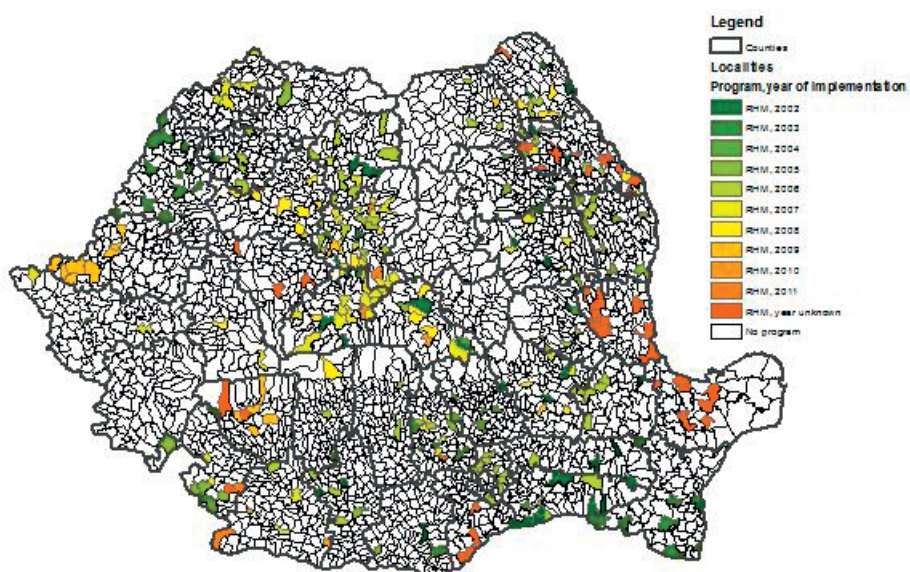 Legend
Counties
Localities
Program,year of Implementation
RHM, 2002
RHM, 2003
RHM, 2004
RHM, 2005
RHM, 2006
RHM, 2007
RHM, 2008
RHM, 2009
RHM, 2010
RHM, 2011
RHM, year unknown
No program